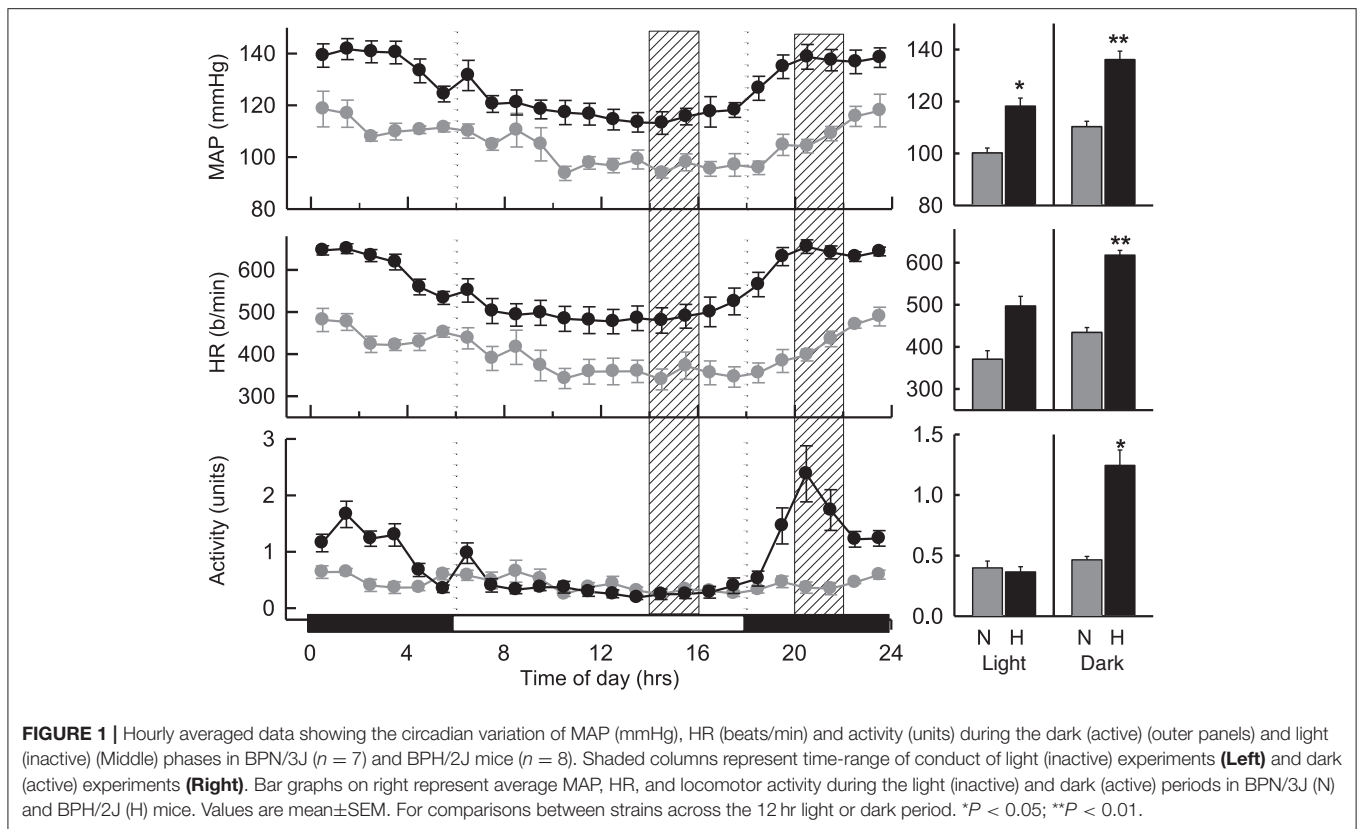 140
120
100
80
MAP (mmHg)
140
120
100
80
*
**
600
500
400
300
HR (b/min)
600
500
400
300
**
3
2
1
0
Activity (units)
1.5
1.0
0.5
0.0
*
0 4 8 12 16 20 24
Time of day (hrs)
N H N H
Light Dark
FIGURE 1 | Hourly averaged data showing the circadian variation of MAP (mmHg), HR (beats/min) and activity (units) during the dark (active) (outer panels) and light
(inactive) (Middle) phases in BPN/3J (n = 7) and BPH/2J mice (n = 8). Shaded columns represent time-range of conduct of light (inactive) experiments (Left) and dark
(active) experiments (Right). Bar graphs on right represent average MAP, HR, and locomotor activity during the light (inactive) and dark (active) periods in BPN/3J (N)
and BPH/2J (H) mice. Values are mean±SEM. For comparisons between strains across the 12 hr light or dark period. *P < 0.05; **P < 0.01.